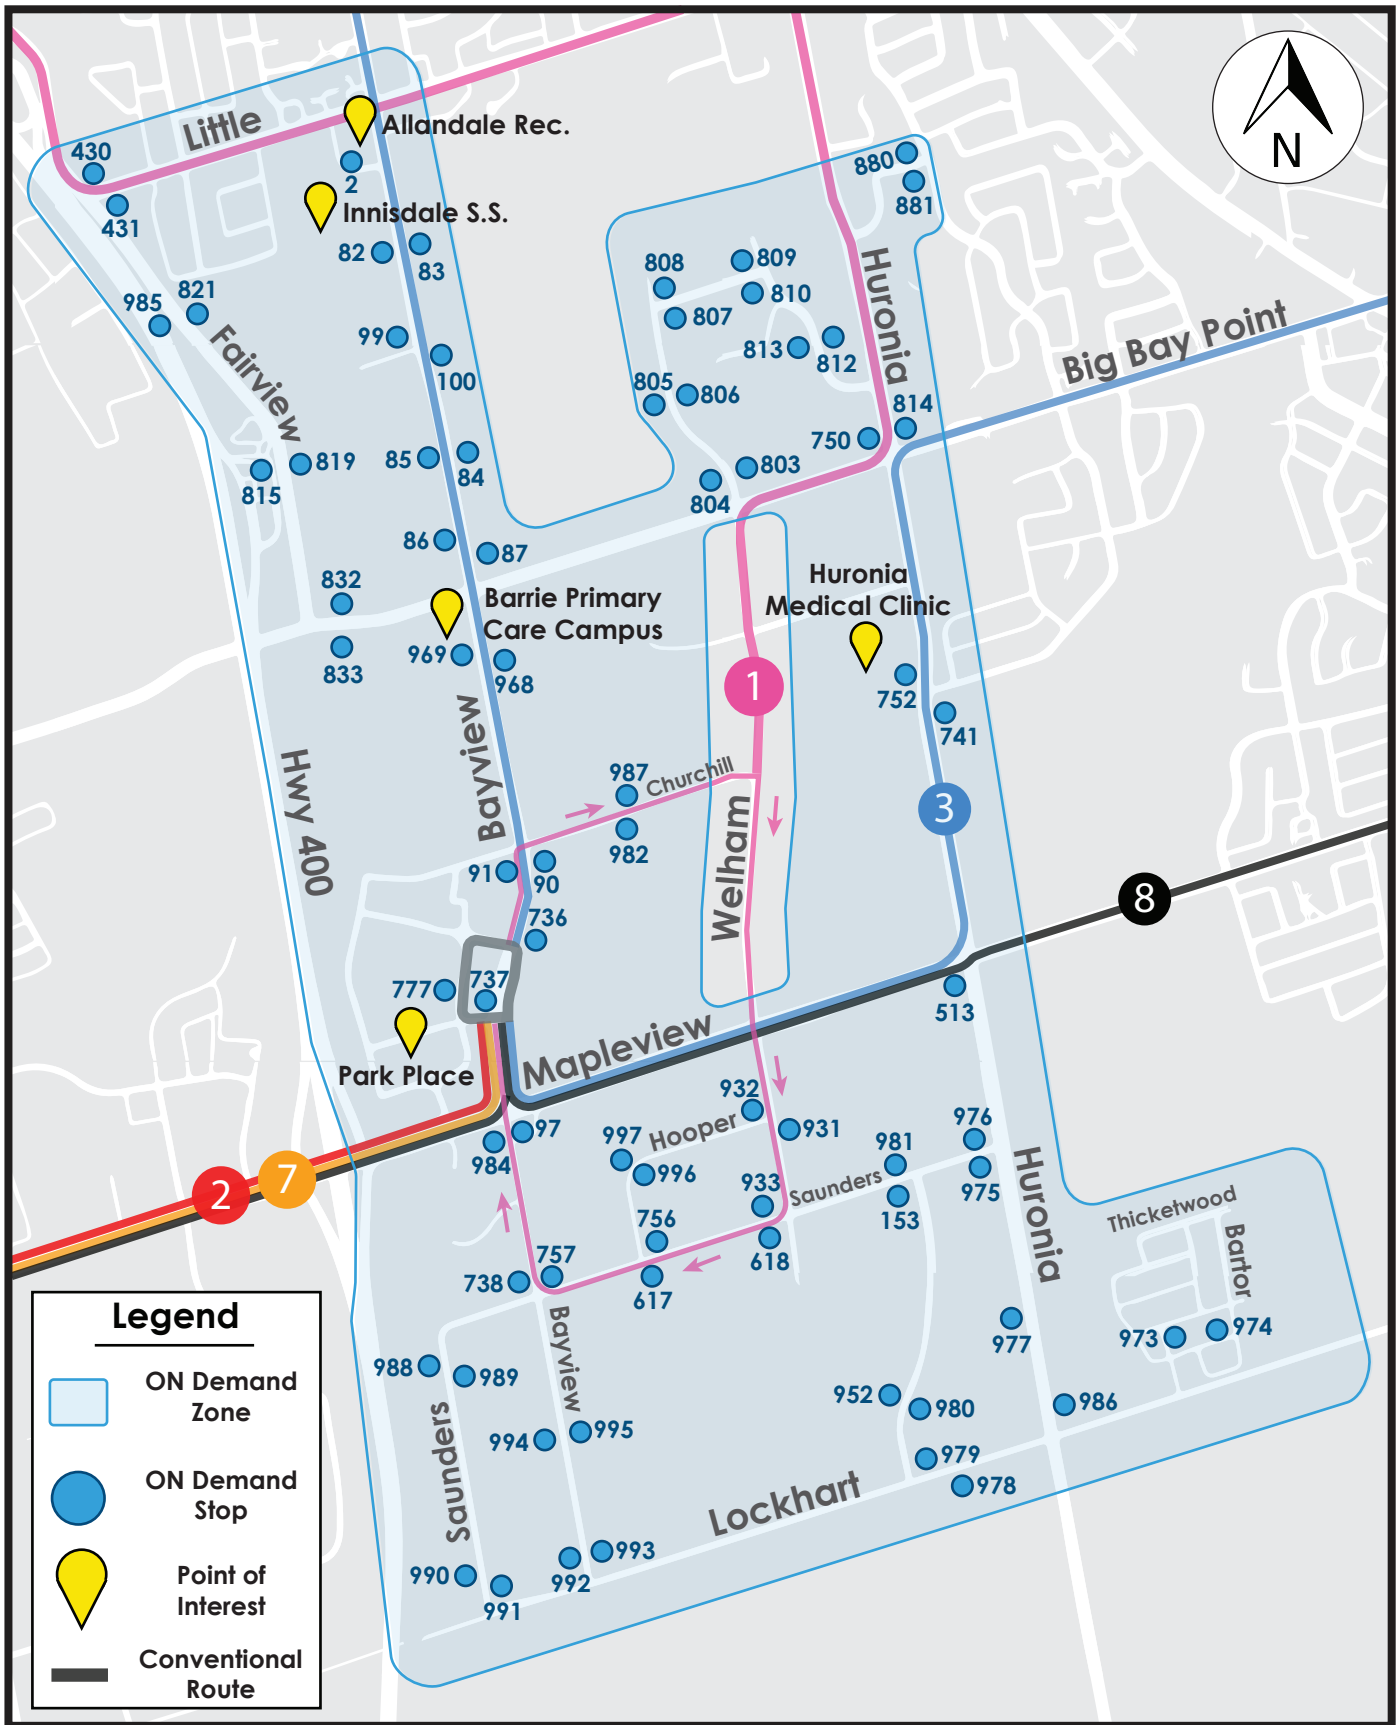 Little
Allandale Rec.
430
431
2
Innisdale S.S.
82
83
880
881
808
809
810
807
985
821
Fairview
99
100
813
812
Huronia
Big Bay Point
805
806
814
750
819
815
85
84
803
804
86
87
832
833
Barrie Primary
Care Campus
969
968
Huronia
Medical Clinic
752
741
1
Hwy 400
Bayview
987
Churchill
982
Welham
3
91
90
736
8
777
737
513
Park Place
Mapleview
932
931
Hooper
97
984
997
996
981
976
975
2
7
933
Saunders
153
756
618
Huronia
Thicketwood
Bartor
738
757
617
977
973
974
988
989
Bayview
952
980
986
Saunders
994
995
979
978
Lockhart
990
991
992
993
N
Legend
ON Demand
Zone
ON Demand
Stop
Point of
Interest
Conventional
Route